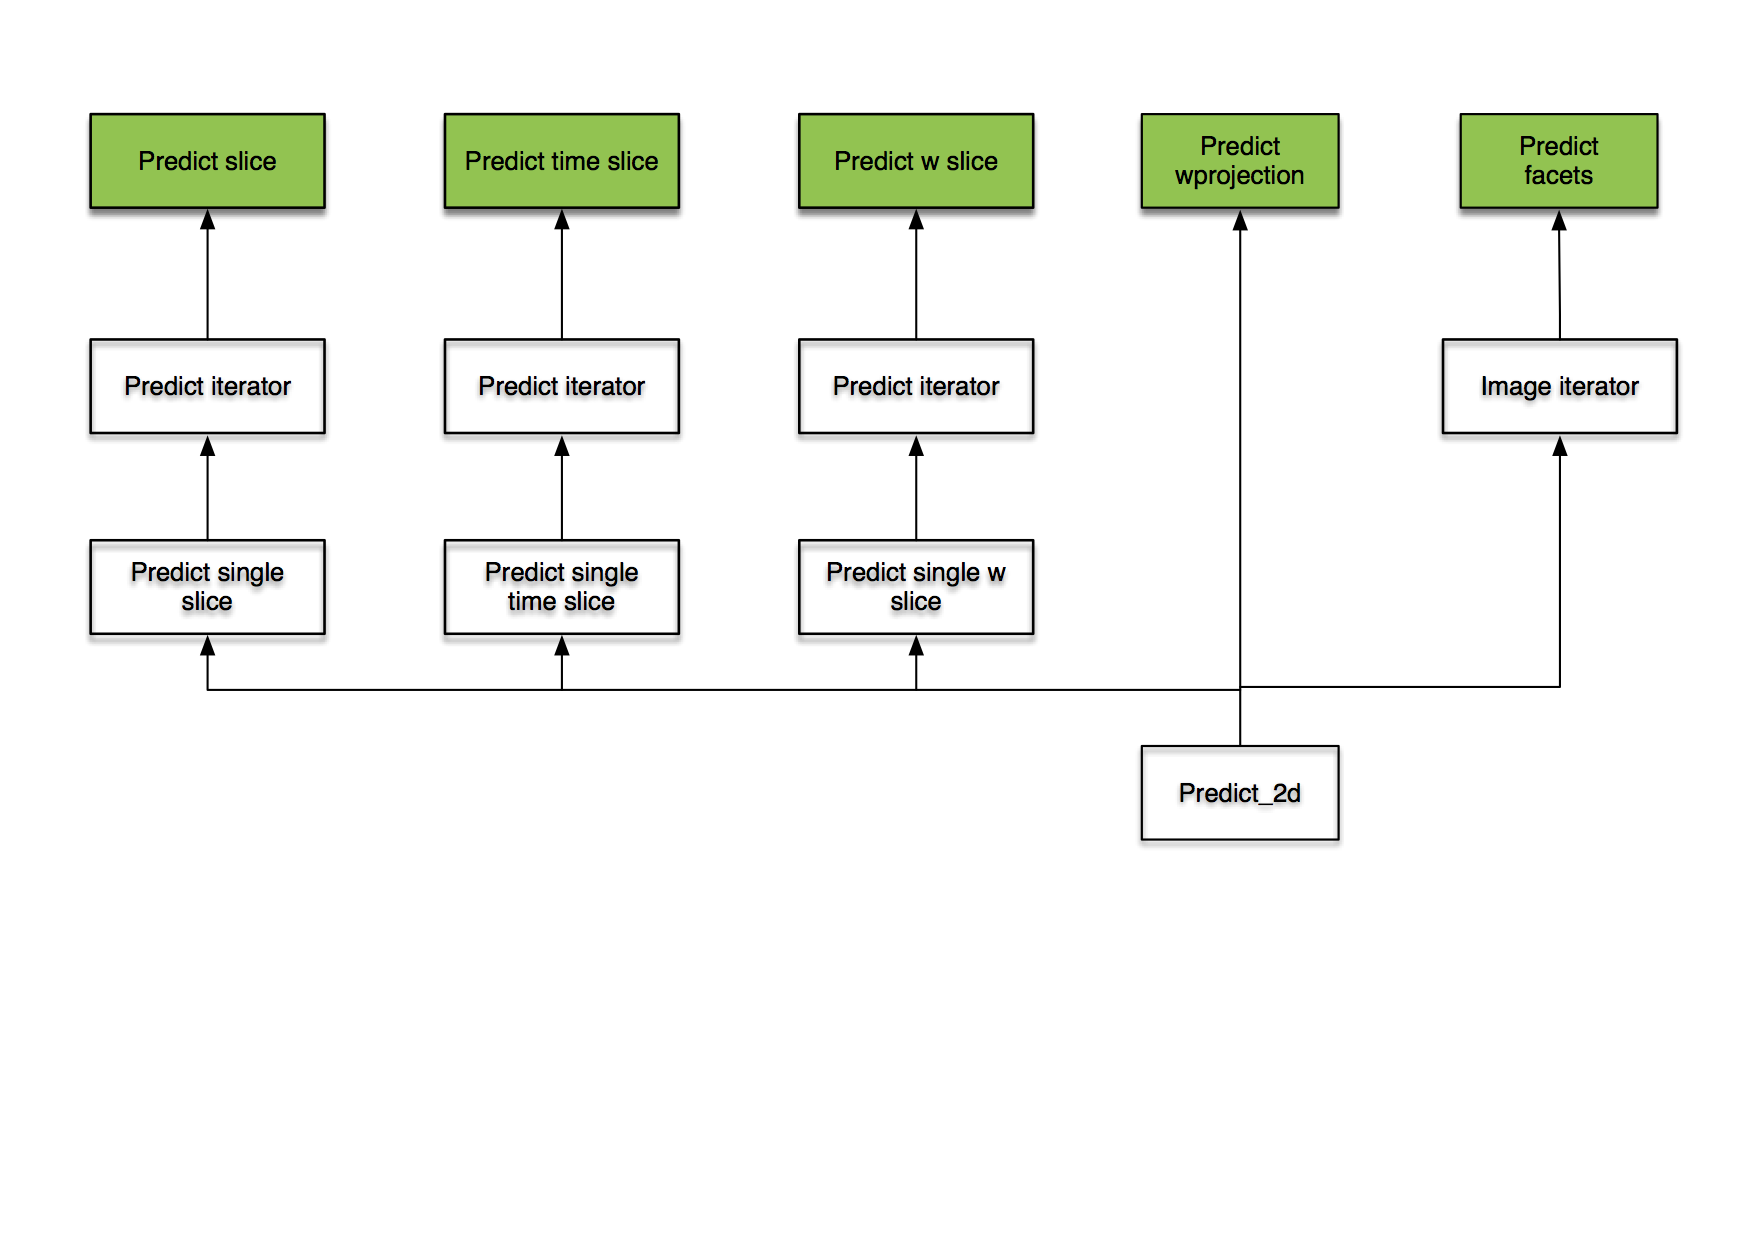 Predict slice
Predict time slice
Predict w slice
Predict
wprojection
Predict
facets
Predict iterator
Predict iterator
Predict iterator
Image iterator
Predict single
slice
Predict single
time slice
Predict single w
slice
Predict_2d